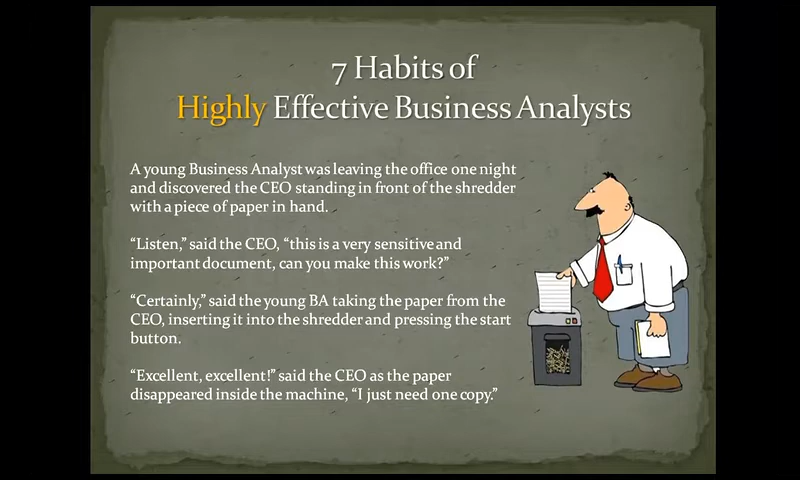 7 Habits of
Highly Effective Business Analysts
A young Business Analyst was leaving the office one night
and discovered the CEO standing in front of the shredder
with a piece of paper in hand.
“Listen,” said the CEO, “this is a very sensitive and
important document, can you make this work?”
“Certainly,” said the young BA taking the paper from the
CEO, inserting it into the shredder and pressing the start
button.
“Excellent, excellent!” said the CEO as the paper
disappeared inside the machine, “I just need one copy.”